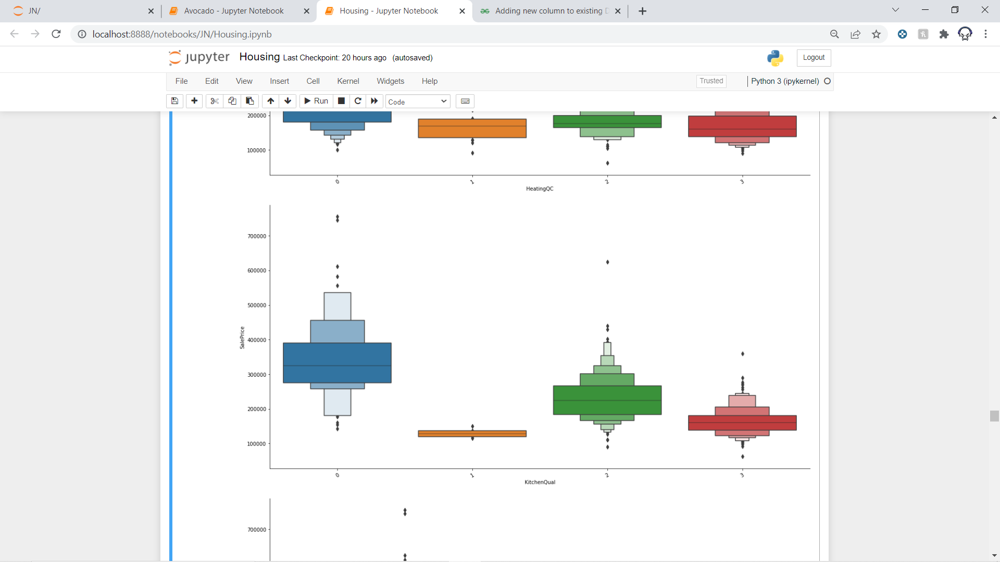 JN/ Avocado - Jupyter Notebook Housing - Jupyter Notebook Adding new column to existing D
localhost:8888/notebooks/JN/Housing.ipynb
jupyter Housing Last Checkpoint: 20 hours ago (autosaved) Logout
File Edit View Insert Cell Kernel Widgets Help Trusted Python 3 (ipykernel)
Run Code
200000
100000
0 1 2 3
HeatingQC
700000
600000
500000
400000
300000
200000
100000
SalePrice
0 1 2 3
KitchenQual
700000